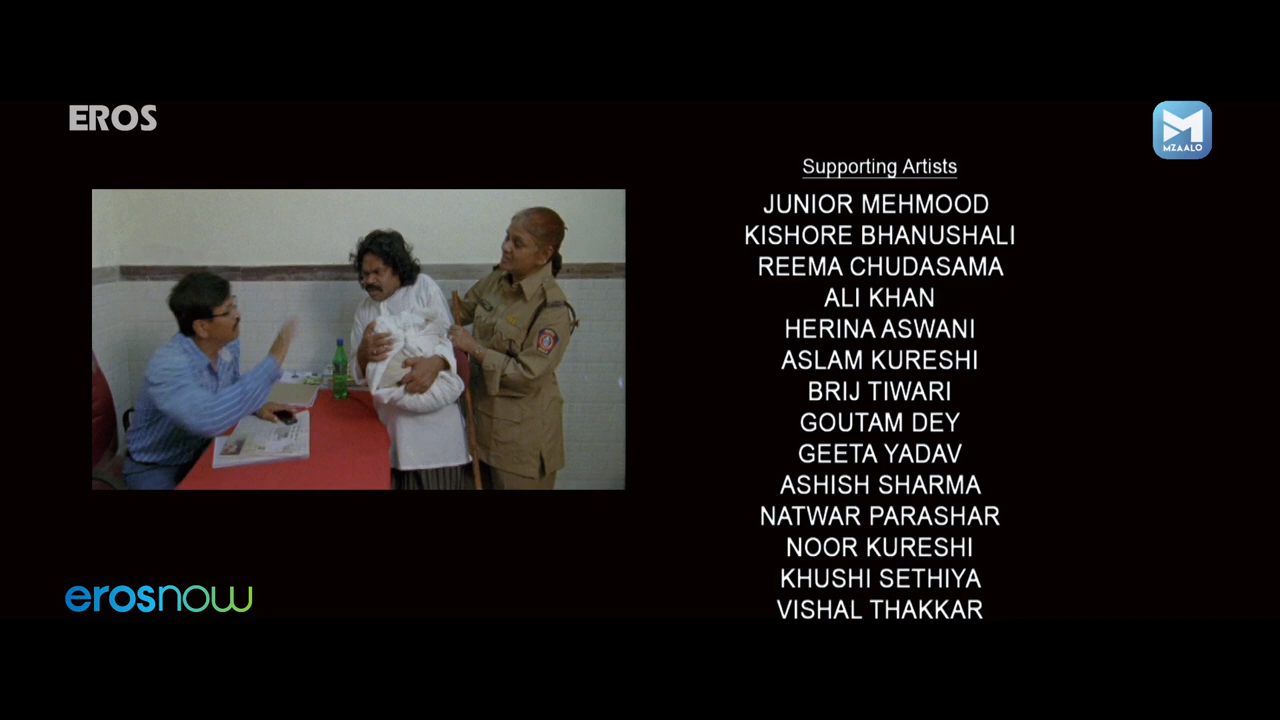 EROS
MZAALO
Supporting Artists
JUNIOR MEHMOOD
KISHORE BHANUSHALI
REEMA CHUDASAMA
ALI KHAN
HERINA ASWANI
ASLAM KURESHI
BRIJ TIWARI
GOUTAM DEY
GEETA YADAV
ASHISH SHARMA
NATWAR PARASHAR
NOOR KURESHI
KHUSHI SETHIYA
VISHAL THAKKAR
erosnow